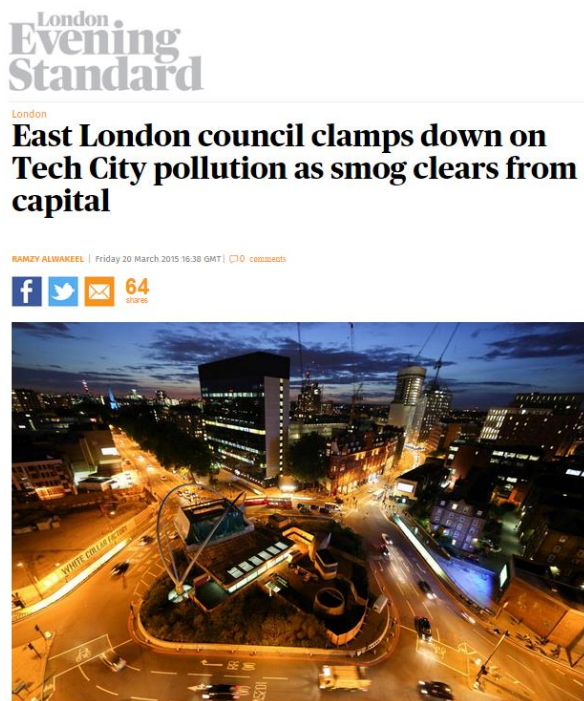 London
Evening
Standard
London
East London council clamps down on
Tech City pollution as smog clears from
capital
RAMZY ALWAKEEL | Friday 20 March 2015 16:38 GMT | 0 comments
64
shares
WHITE COLLAR FACTORY